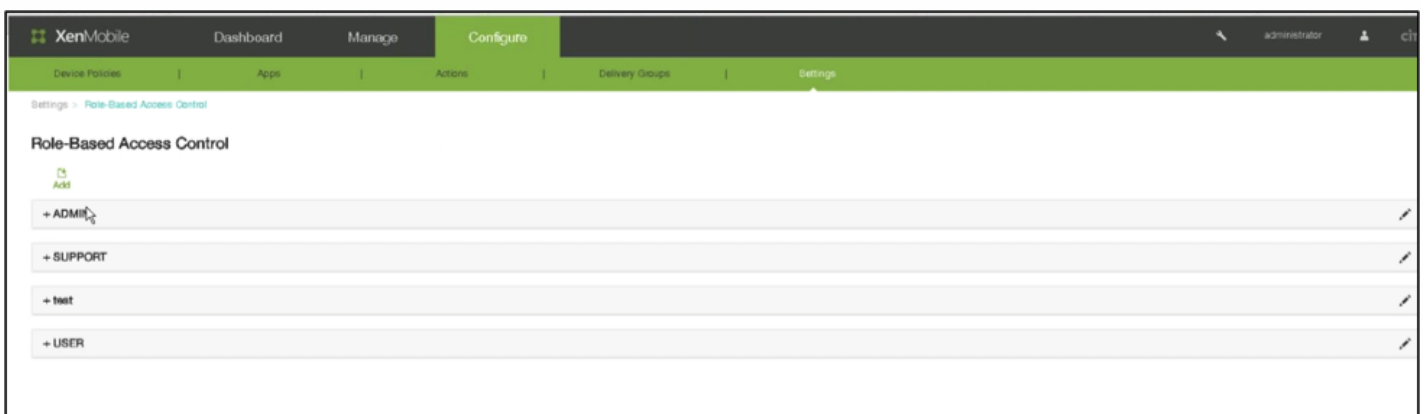 XenMobile Dashboard Manage Configure administrator
Device Policies | Apps | Actions | Delivery Groups | Settings
Settings > Role-Based Access Control
Role-Based Access Control
Add
+ ADMIN
+ SUPPORT
+ test
+ USER